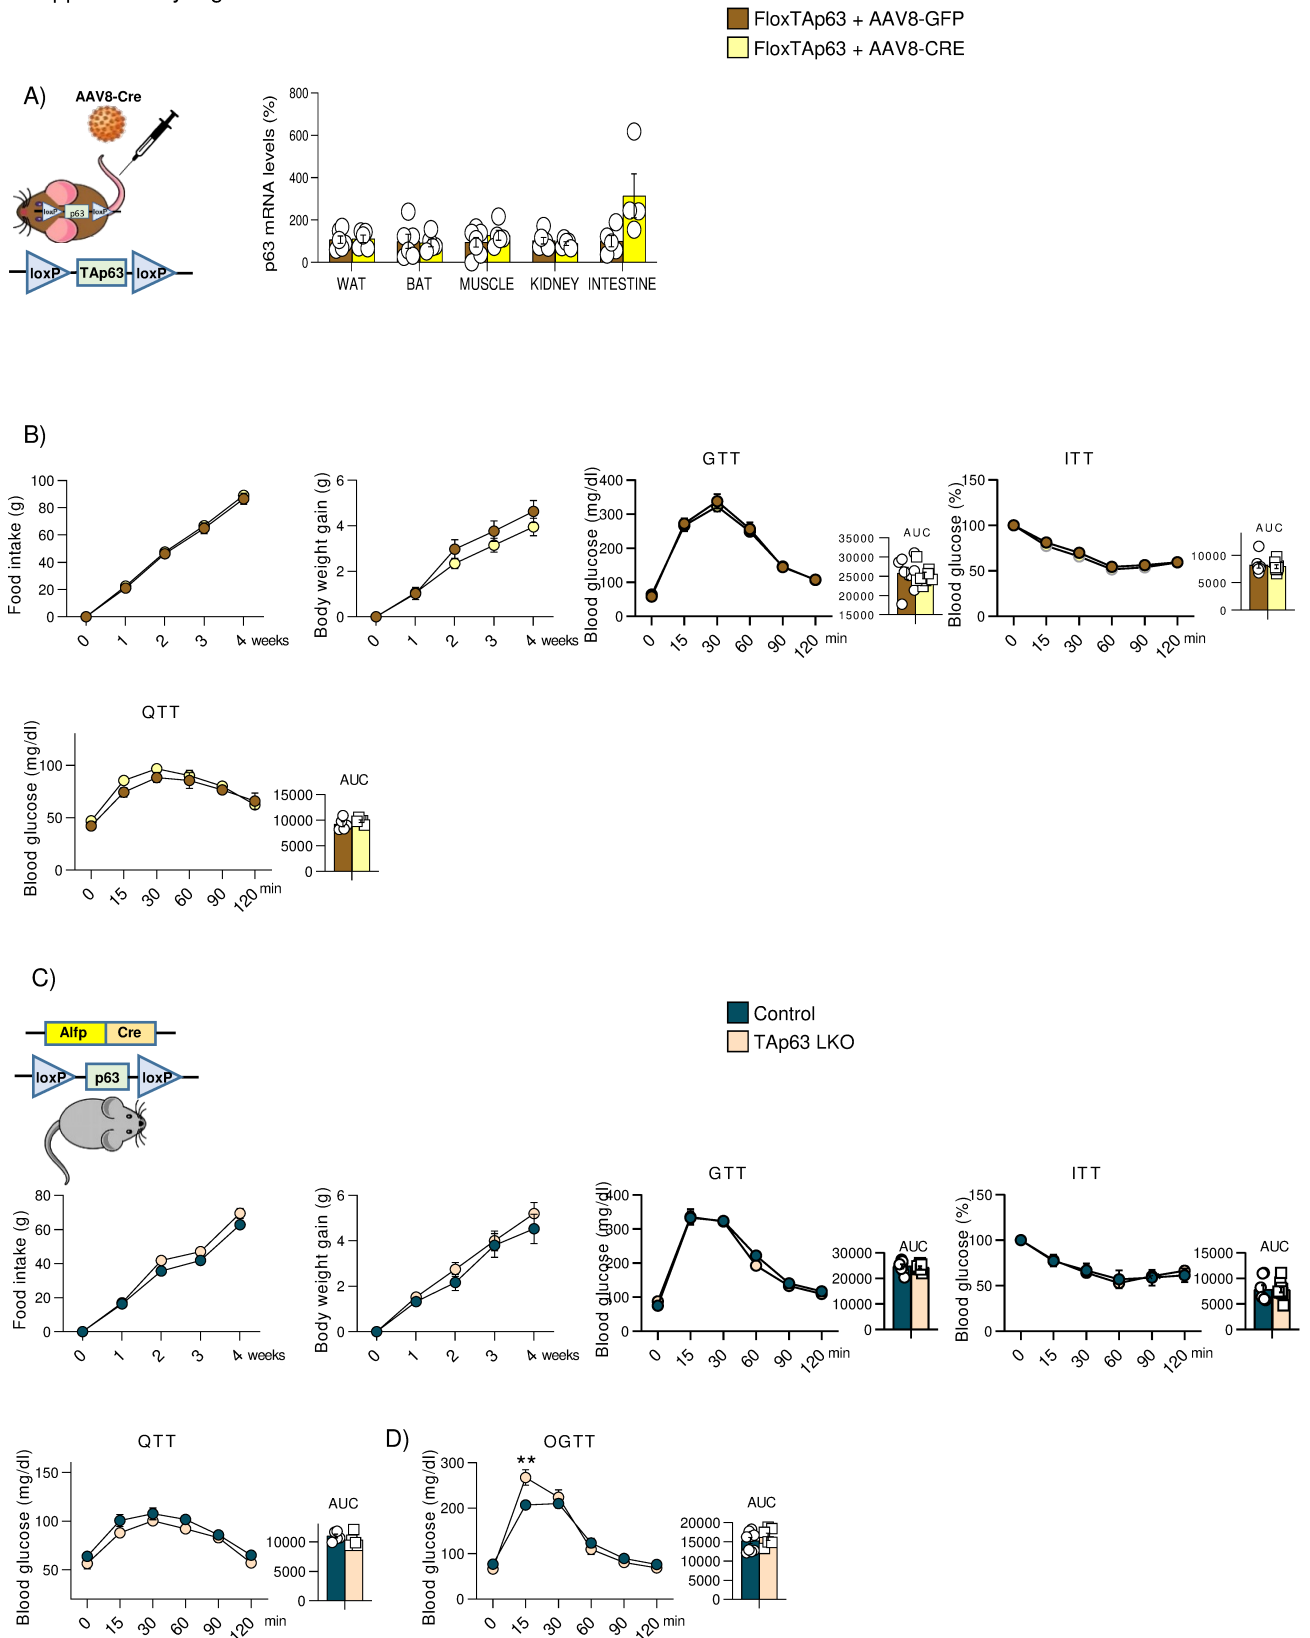 FloxTAp63 + AAV8-GFP
FloxTAp63 + AAV8-CRE
A)
AAV8-Cre
loxP p63 loxP
loxP TAp63 loxP
p63 mRNA levels (%)
800
600
400
200
0
WAT BAT MUSCLE KIDNEY INTESTINE
B)
Food intake (g)
100
80
60
40
20
0
0 1 2 3 4 weeks
Body weight gain (g)
6
4
2
0
0 1 2 3 4 weeks
GTT
Blood glucose (mg/dl)
400
300
200
100
0
0 15 30 60 90 120 min
AUC
35000
30000
25000
20000
15000
ITT
Blood glucose (%)
150
100
50
0
0 15 30 60 90 120 min
AUC
10000
5000
0
QTT
Blood glucose (mg/dl)
100
50
0
0 15 30 60 90 120 min
AUC
15000
10000
5000
0
C)
Alfp Cre
loxP p63 loxP
Control
TAp63 LKO
Food intake (g)
80
60
40
20
0
0 1 2 3 4 weeks
Body weight gain (g)
6
4
2
0
0 1 2 3 4 weeks
GTT
Blood glucose (mg/dl)
400
300
200
100
0
0 15 30 60 90 120 min
AUC
30000
20000
10000
0
ITT
Blood glucose (%)
150
100
50
0
0 15 30 60 90 120 min
AUC
15000
10000
5000
0
QTT
Blood glucose (mg/dl)
150
100
50
0 15 30 60 90 120 min
AUC
10000
5000
0
D)
OGTT
Blood glucose (mg/dl)
300
200
100
0
**
0 15 30 60 90 120 min
AUC
20000
15000
10000
5000
0